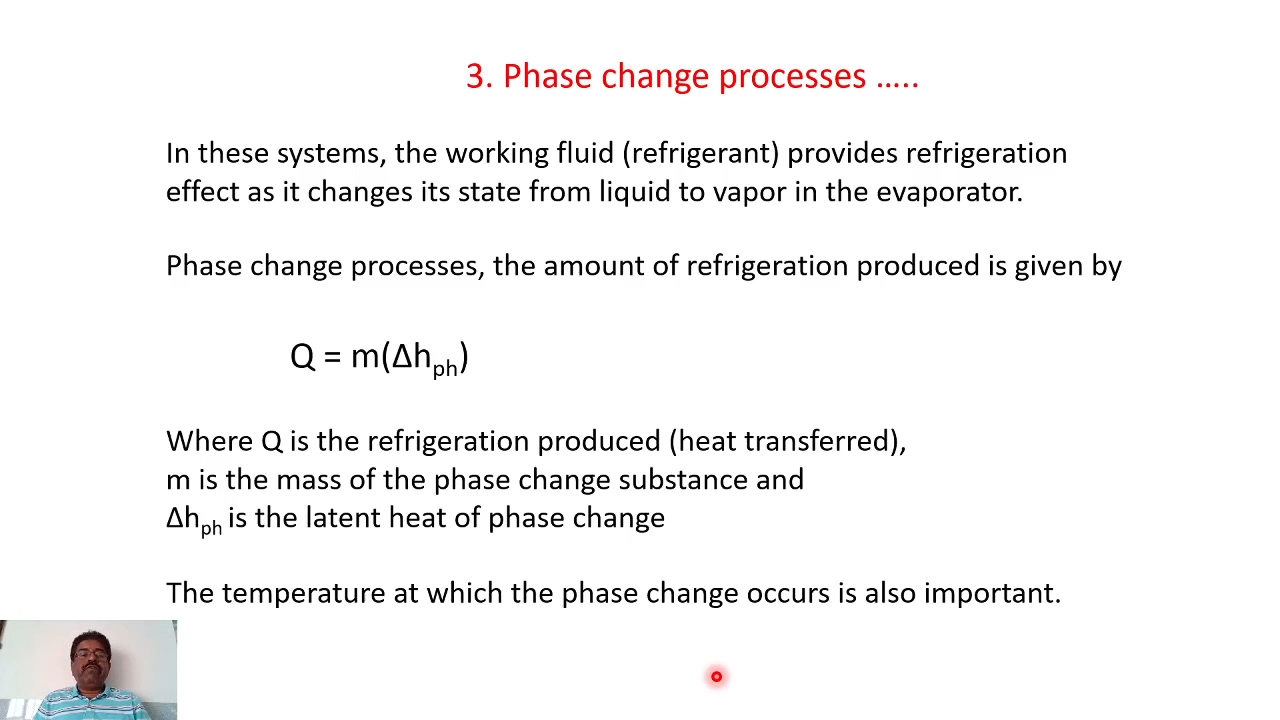 3. Phase change processes …..
In these systems, the working fluid (refrigerant) provides refrigeration
effect as it changes its state from liquid to vapor in the evaporator.
Phase change processes, the amount of refrigeration produced is given by
Q = m(Δhph)
Where Q is the refrigeration produced (heat transferred),
m is the mass of the phase change substance and
Δhph is the latent heat of phase change
The temperature at which the phase change occurs is also important.